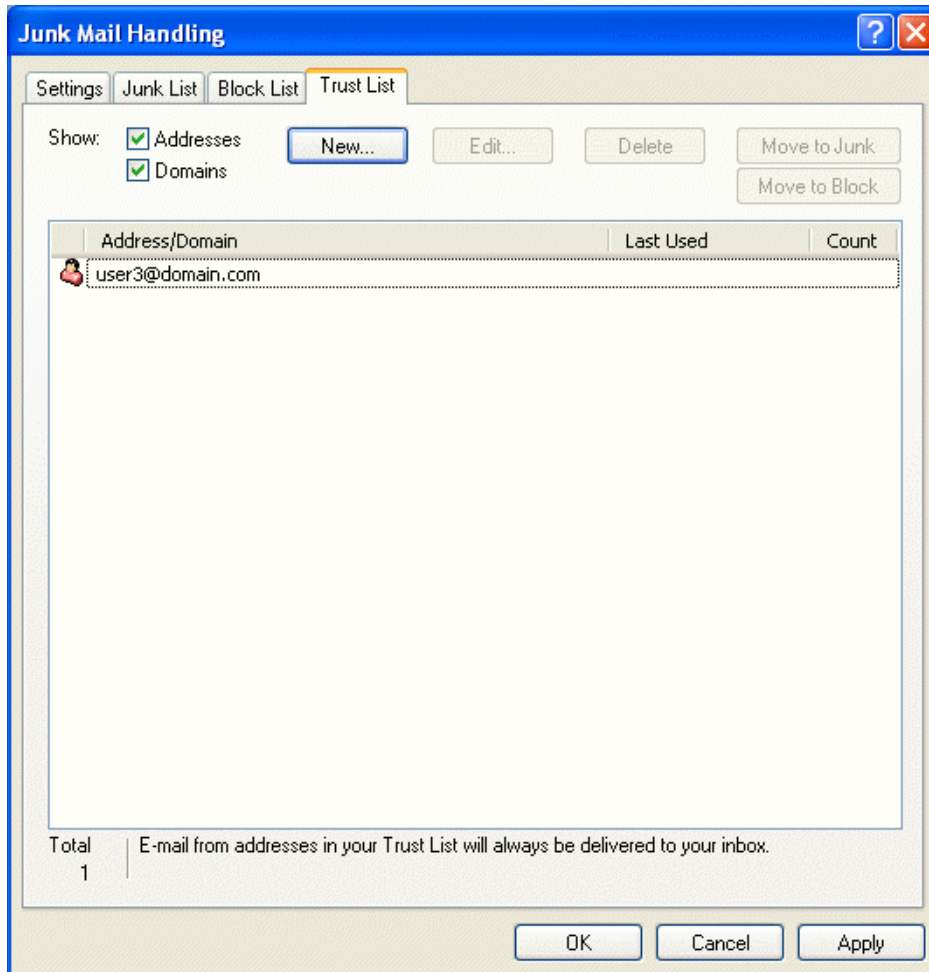 Junk Mail Handling
Settings Junk List Block List Trust List
Show: Addresses New... Edit... Delete Move to Junk
Domains Move to Block
Address/Domain Last Used Count
user3@domain.com
Total E-mail from addresses in your Trust List will always be delivered to your inbox.
1
OK Cancel Apply